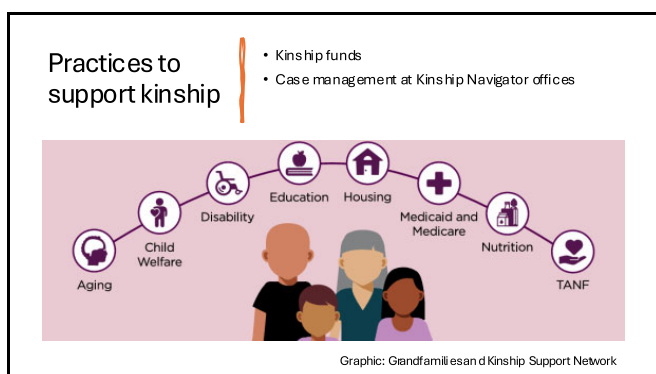 Practices to
support kinship
• Kinship funds
• Case management at Kinship Navigator offices
Education
Housing
Disability
Medicaid and
Medicare
Child
Welfare
Nutrition
Aging
TANF
Graphic: Grandfamilies and Kinship Support Network